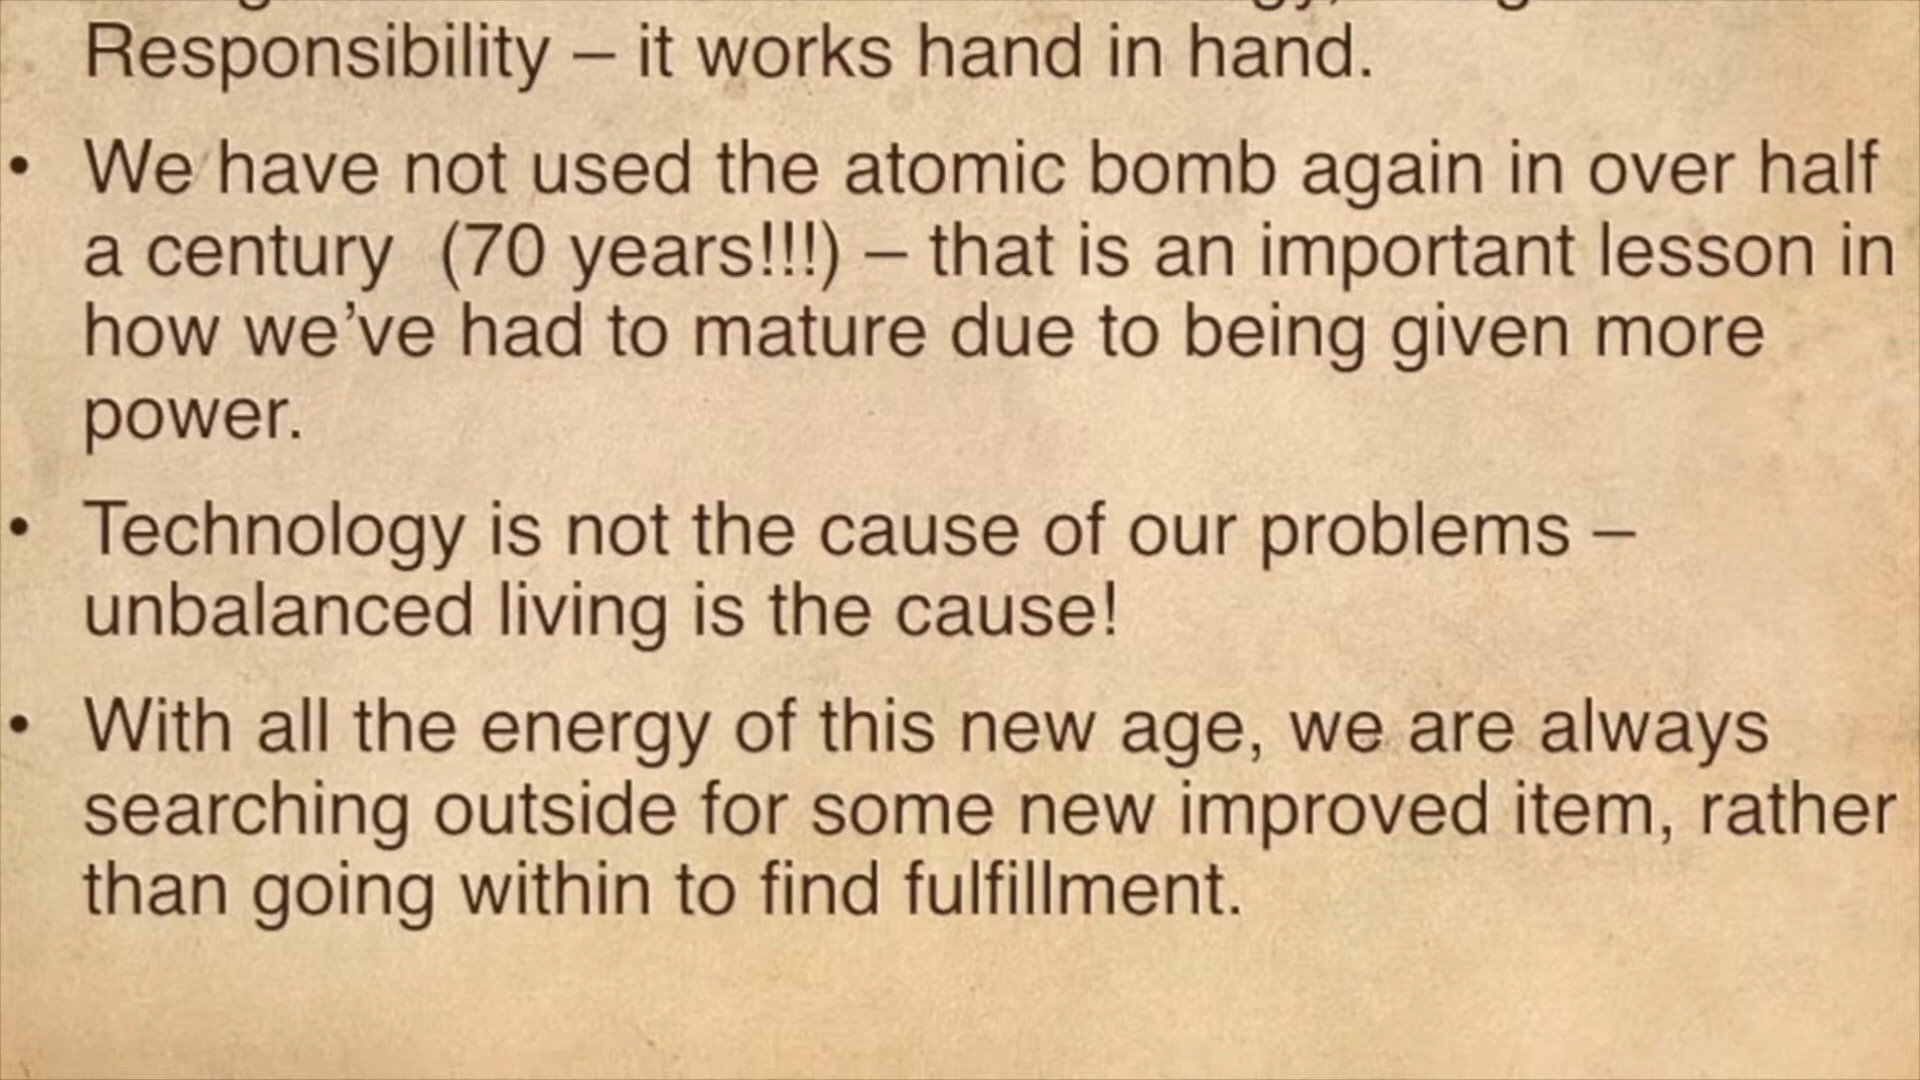 Responsibility – it works hand in hand.
• We have not used the atomic bomb again in over half
a century (70 years!!!) – that is an important lesson in
how we’ve had to mature due to being given more
power.
• Technology is not the cause of our problems –
unbalanced living is the cause!
• With all the energy of this new age, we are always
searching outside for some new improved item, rather
than going within to find fulfillment.